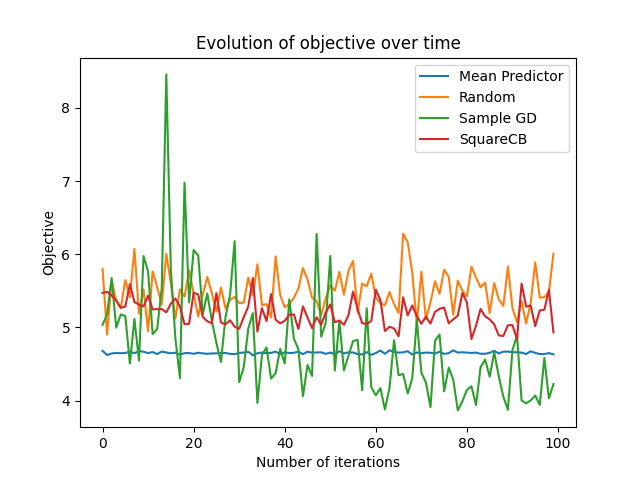 Evolution of objective over time
Mean Predictor
Random
Sample GD
SquareCB
Objective
8
7
6
5
4
0
20
40
60
80
100
Number of iterations